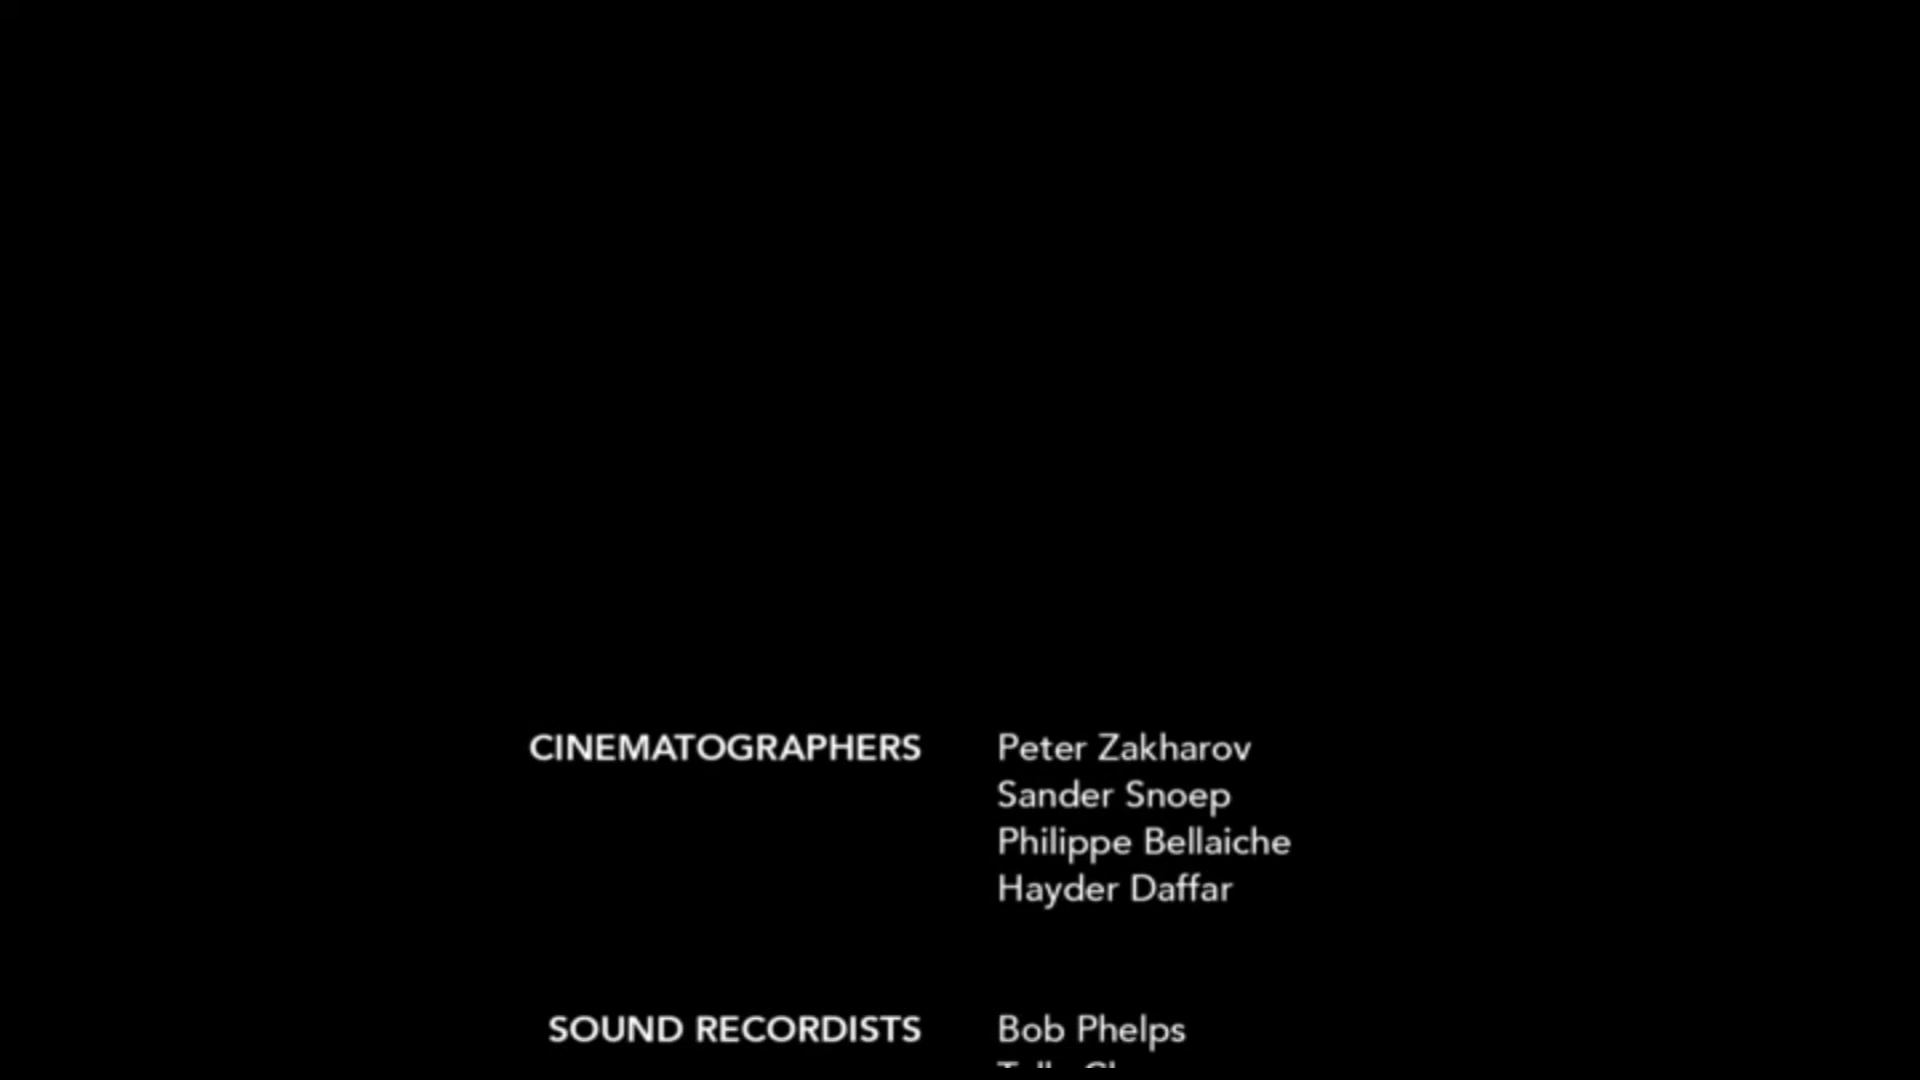 CINEMATOGRAPHERS Peter Zakharov
Sander Snoep
Philippe Bellaiche
Hayder Daffar
SOUND RECORDISTS Bob Phelps